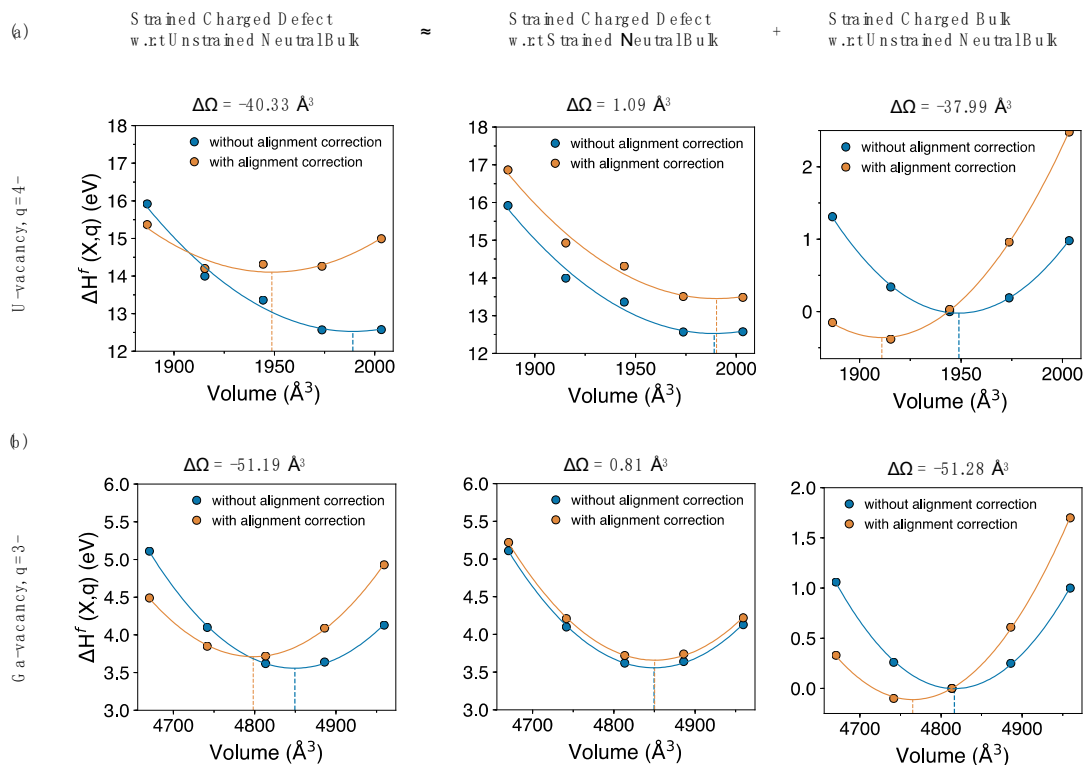 (a)
Strained Charged Defect
w.r.t Unstrained Neutral Bulk
≈
Strained Charged Defect
w.r.t Strained Neutral Bulk
+
Strained Charged Bulk
w.r.t Unstrained Neutral Bulk
U-vacancy, q=4-
ΔΩ = -40.33 Å³
18
17
16
15
14
13
12
ΔHᶠ (X,q) (eV)
without alignment correction
with alignment correction
1900
1950
2000
Volume (Å³)
ΔΩ = 1.09 Å³
18
17
16
15
14
13
12
without alignment correction
with alignment correction
1900
1950
2000
Volume (Å³)
ΔΩ = -37.99 Å³
2
1
0
without alignment correction
with alignment correction
1900
1950
2000
Volume (Å³)
(b)
Ga-vacancy, q=3-
ΔΩ = -51.19 Å³
6.0
5.5
5.0
4.5
4.0
3.5
3.0
ΔHᶠ (X,q) (eV)
without alignment correction
with alignment correction
4700
4800
4900
Volume (Å³)
ΔΩ = 0.81 Å³
6.0
5.5
5.0
4.5
4.0
3.5
3.0
without alignment correction
with alignment correction
4700
4800
4900
Volume (Å³)
ΔΩ = -51.28 Å³
2.0
1.5
1.0
0.5
0.0
without alignment correction
with alignment correction
4700
4800
4900
Volume (Å³)